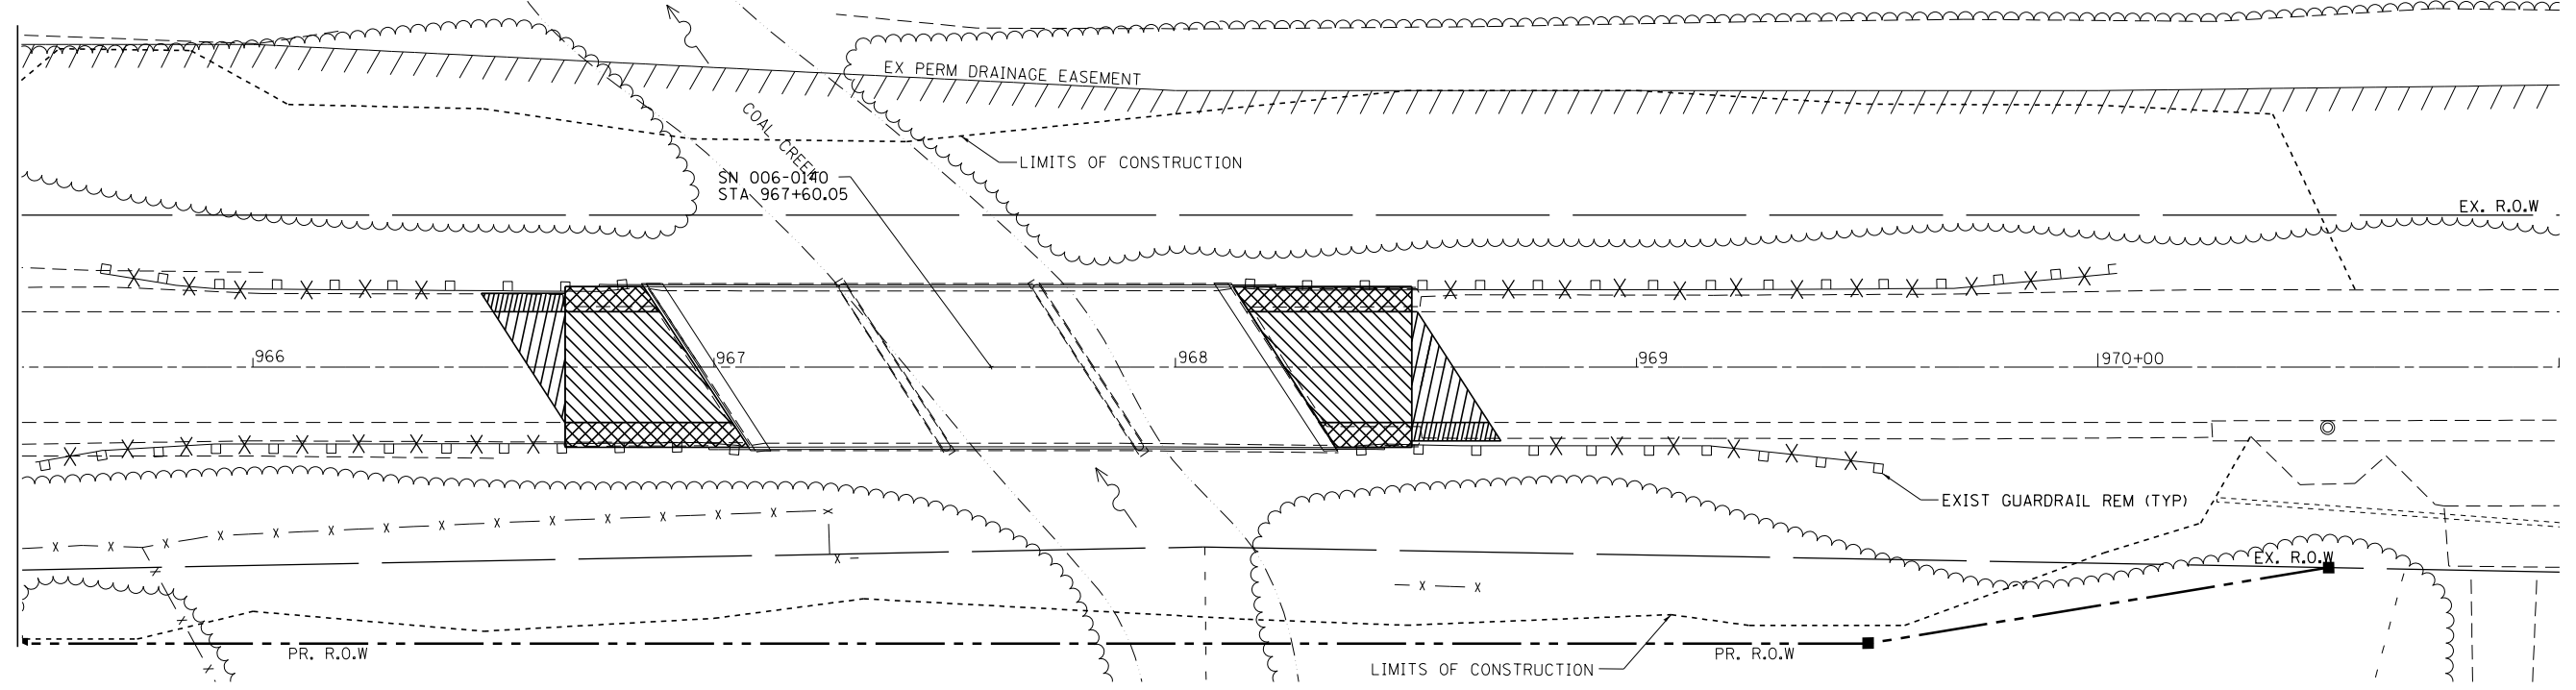 EX PERM DRAINAGE EASEMENT
COAL CREEK
LIMITS OF CONSTRUCTION
SN 006-0140
STA 967+60.05
EX. R.O.W
966
967
968
969
970+00
EXIST GUARDRAIL REM (TYP)
EX. R.O.W
PR. R.O.W
PR. R.O.W
LIMITS OF CONSTRUCTION